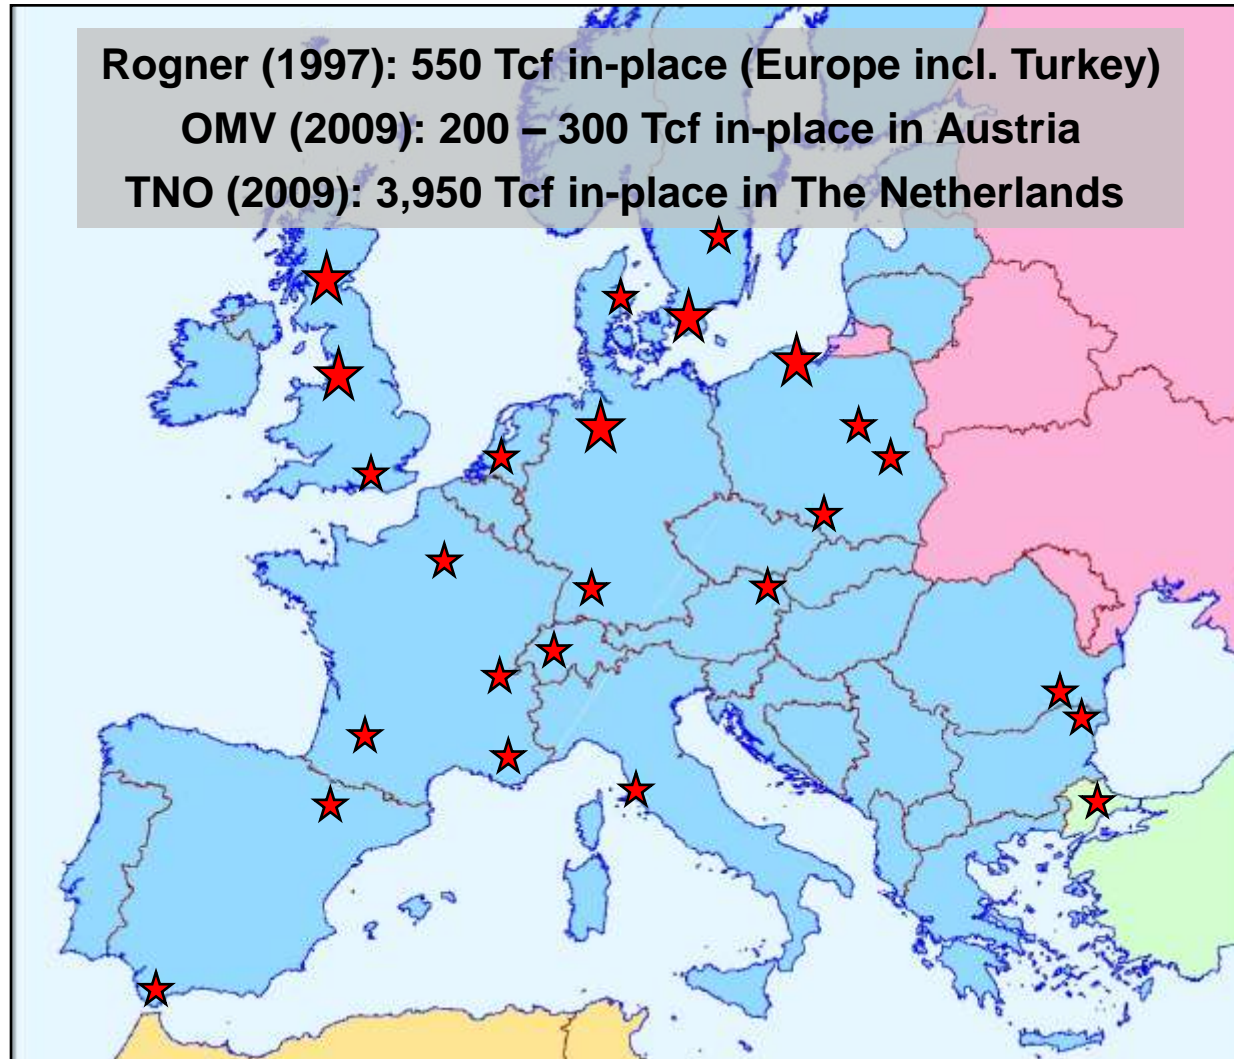 Rogner (1997): 550 Tcf in-place (Europe incl. Turkey)
OMV (2009): 200 – 300 Tcf in-place in Austria
TNO (2009): 3,950 Tcf in-place in The Netherlands